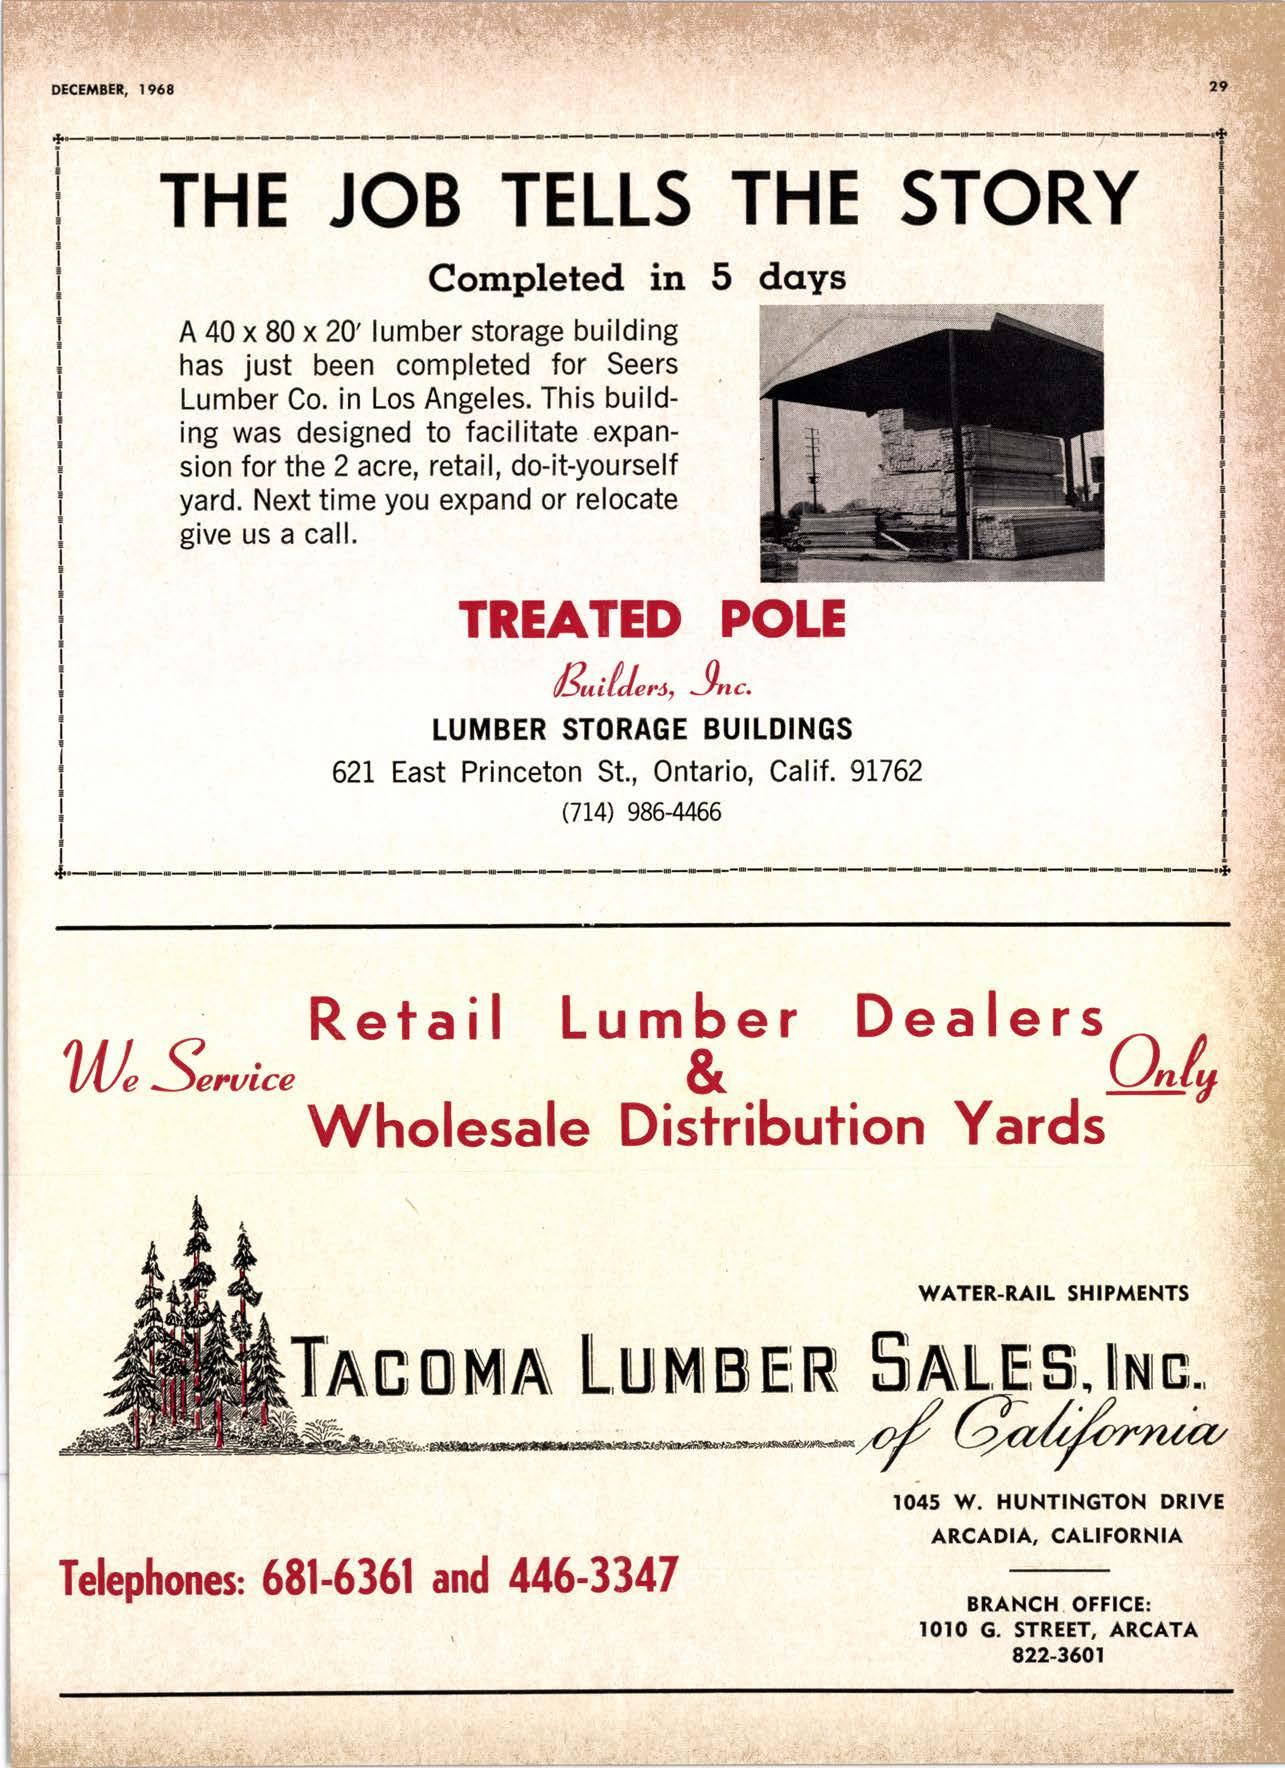 DECEMBER, 1968
29
THE JOB TELLS THE STORY
Completed in 5 days
A 40 x 80 x 20' lumber storage building
has just been completed for Seers
Lumber Co. in Los Angeles. This build-
ing was designed to facilitate expan-
sion for the 2 acre, retail, do-it-yourself
yard. Next time you expand or relocate
give us a call.
TREATED POLE
Builders, Inc.
LUMBER STORAGE BUILDINGS
621 East Princeton St., Ontario, Calif. 91762
(714) 986-4466
Retail Lumber Dealers
We Service & Only
Wholesale Distribution Yards
WATER-RAIL SHIPMENTS
TACOMA LUMBER SALES, INC.
of California
1045 W. HUNTINGTON DRIVE
ARCADIA, CALIFORNIA
Telephones: 681-6361 and 446-3347
BRANCH OFFICE:
1010 G. STREET, ARCATA
822-3601